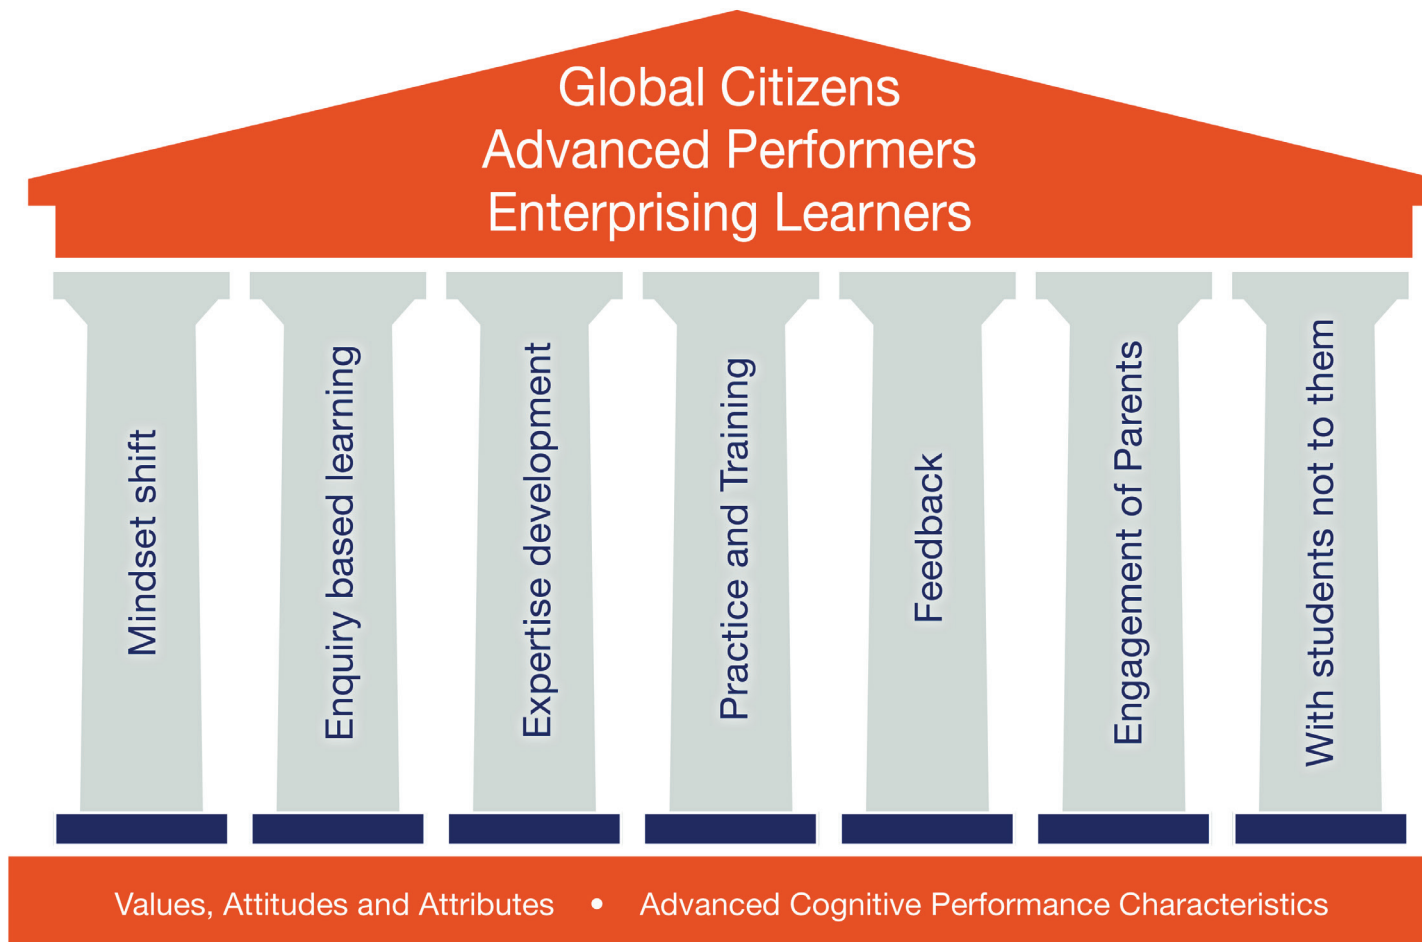 Global Citizens
Advanced Performers
Enterprising Learners
Mindset shift
Enquiry based learning
Expertise development
Practice and Training
Feedback
Engagement of Parents
With students not to them
Values, Attitudes and Attributes • Advanced Cognitive Performance Characteristics